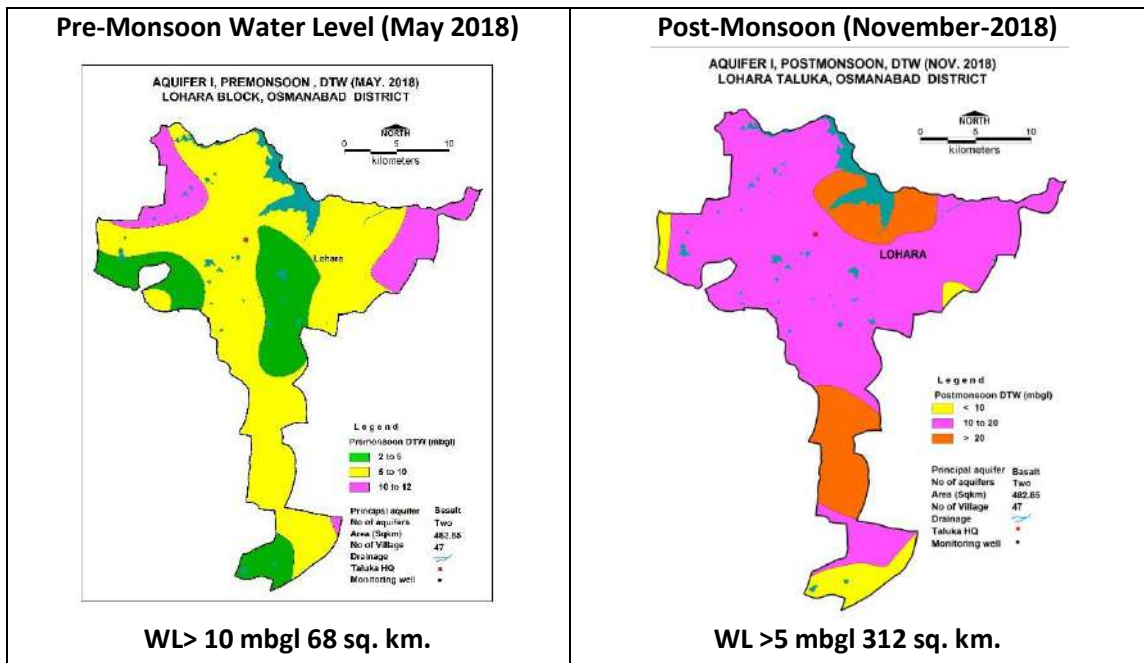 Pre-Monsoon Water Level (May 2018)
AQUIFER I, PREMONSOON , DTW (MAY. 2018)
LOHARA BLOCK, OSMANABAD DISTRICT
NORTH
0 5 10
kilometers
Lohara
Legend
Premonsoon DTW (mbgl)
2 to 5
5 to 10
10 to 12
Principal aquifer Basalt
No of aquifers Two
Area (Sqkm) 482.65
No of Village 47
Drainage
Taluka HQ
Monitoring well
WL> 10 mbgl 68 sq. km.
Post-Monsoon (November-2018)
AQUIFER I, POSTMONSOON, DTW (NOV. 2018)
LOHARA TALUKA, OSMANABAD DISTRICT
NORTH
0 5 10
kilometers
LOHARA
Legend
Postmonsoon DTW (mbgl)
< 10
10 to 20
> 20
Principal aquifer Basalt
No of aquifers Two
Area (Sqkm) 482.65
No of Village 47
Drainage
Taluka HQ
Monitoring well
WL >5 mbgl 312 sq. km.